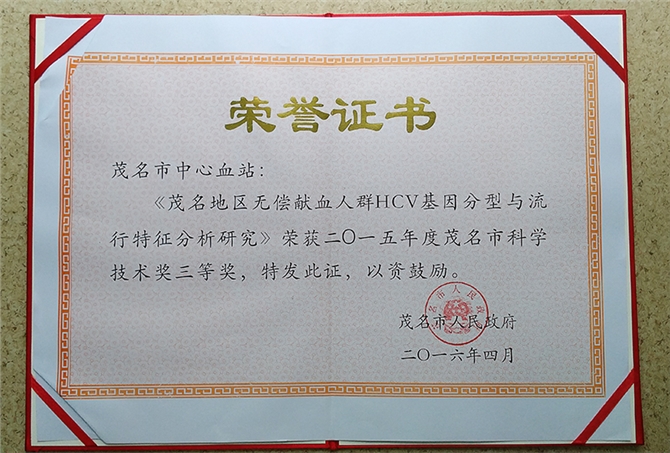 荣誉证书
茂名市中心血站：
《茂名地区无偿献血人群HCV基因分型与流
行特征分析研究》荣获二〇一五年度茂名市科学
技术奖三等奖，特发此证，以资鼓励。
茂名市人民政府
二〇一六年四月